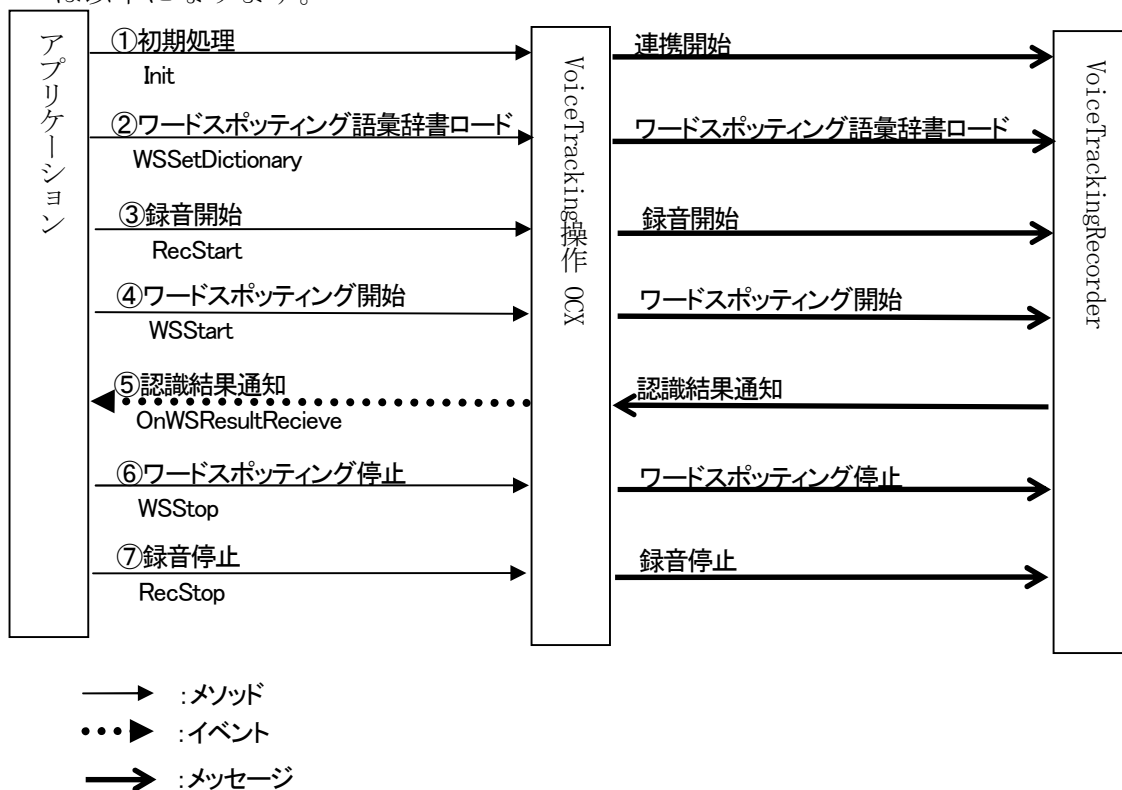 アプリケーション
①初期処理
Init
②ワードスポッティング語彙辞書ロード
WSSetDictionary
③録音開始
RecStart
④ワードスポッティング開始
WSStart
⑤認識結果通知
OnWSResultRecieve
⑥ワードスポッティング停止
WSStop
⑦録音停止
RecStop
VoiceTracking操作 OCX
連携開始
ワードスポッティング語彙辞書ロード
録音開始
ワードスポッティング開始
認識結果通知
ワードスポッティング停止
録音停止
VoiceTrackingRecorder
:メソッド
:イベント
:メッセージ